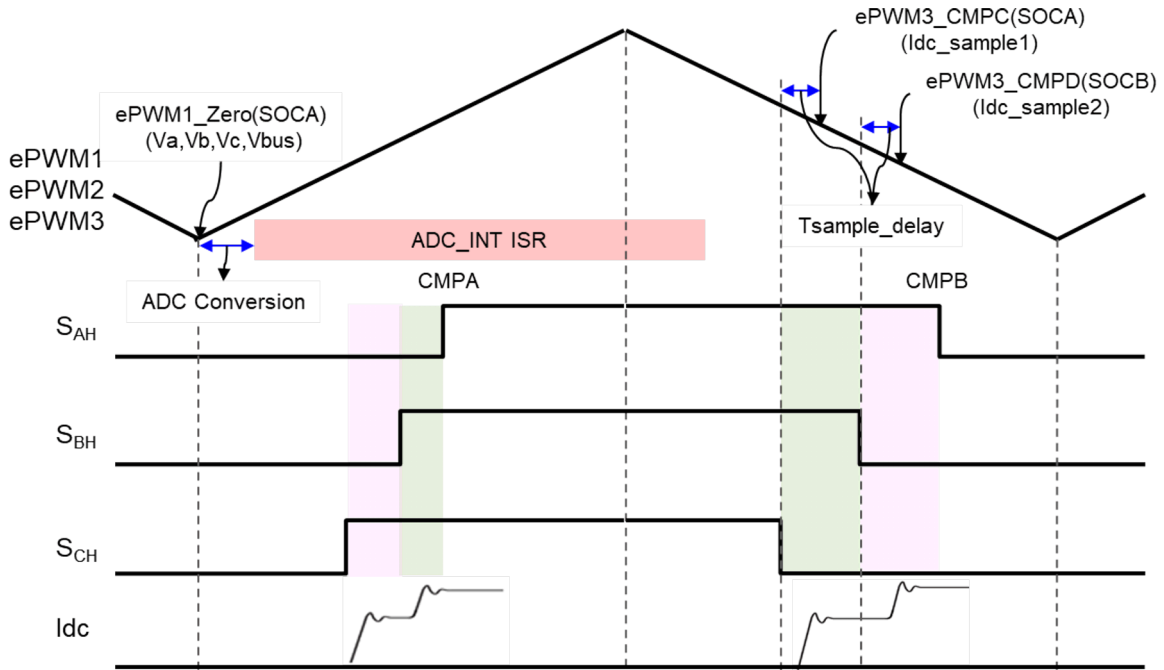 ePWM3_CMPC(SOCA)
(Idc_sample1)
ePWM3_CMPD(SOCB)
(Idc_sample2)
ePWM1_Zero(SOCA)
(Va,Vb,Vc,Vbus)
ePWM1
ePWM2
ePWM3
Tsample_delay
ADC_INT ISR
ADC Conversion
CMPA
CMPB
SAH
SBH
SCH
Idc